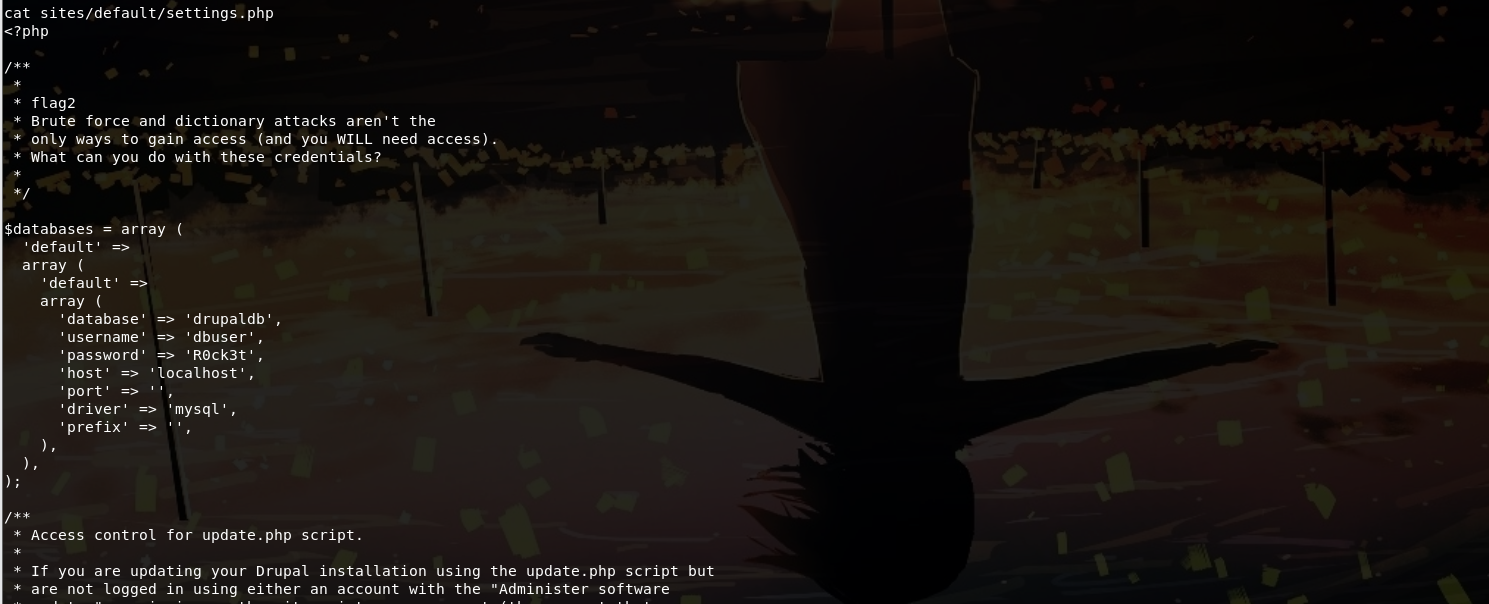 cat sites/default/settings.php
<?php
/**
 *
 * flag2
 * Brute force and dictionary attacks aren't the
 * only ways to gain access (and you WILL need access).
 * What can you do with these credentials?
 *
 */
$databases = array (
  'default' =>
  array (
    'default' =>
    array (
      'database' => 'drupaldb',
      'username' => 'dbuser',
      'password' => 'R0ck3t',
      'host' => 'localhost',
      'port' => '',
      'driver' => 'mysql',
      'prefix' => '',
    ),
  ),
);
/**
 * Access control for update.php script.
 *
 * If you are updating your Drupal installation using the update.php script but
 * are not logged in using either an account with the "Administer software